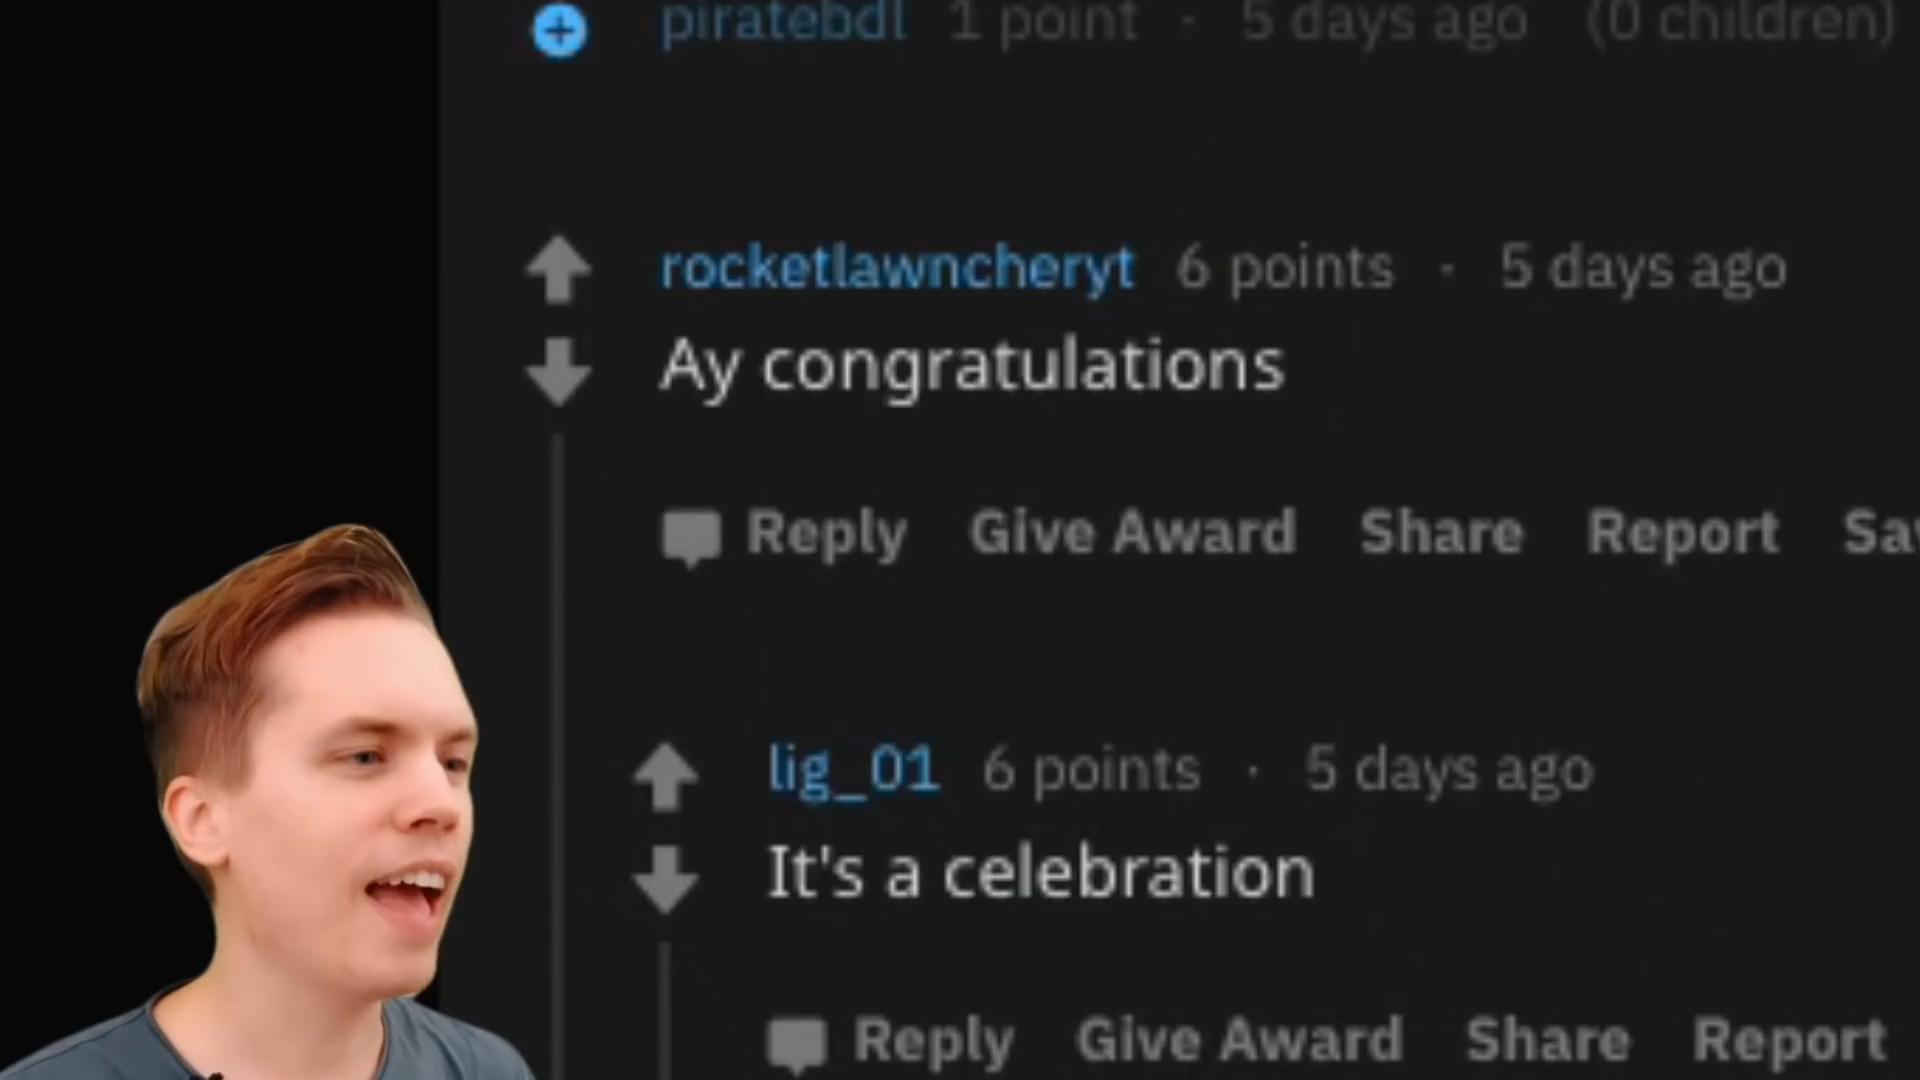 piratebdl 1 point · 5 days ago (0 children)
rocketlawncheryt 6 points · 5 days ago
Ay congratulations
Reply Give Award Share Report Sav
lig_01 6 points · 5 days ago
It's a celebration
Reply Give Award Share Report